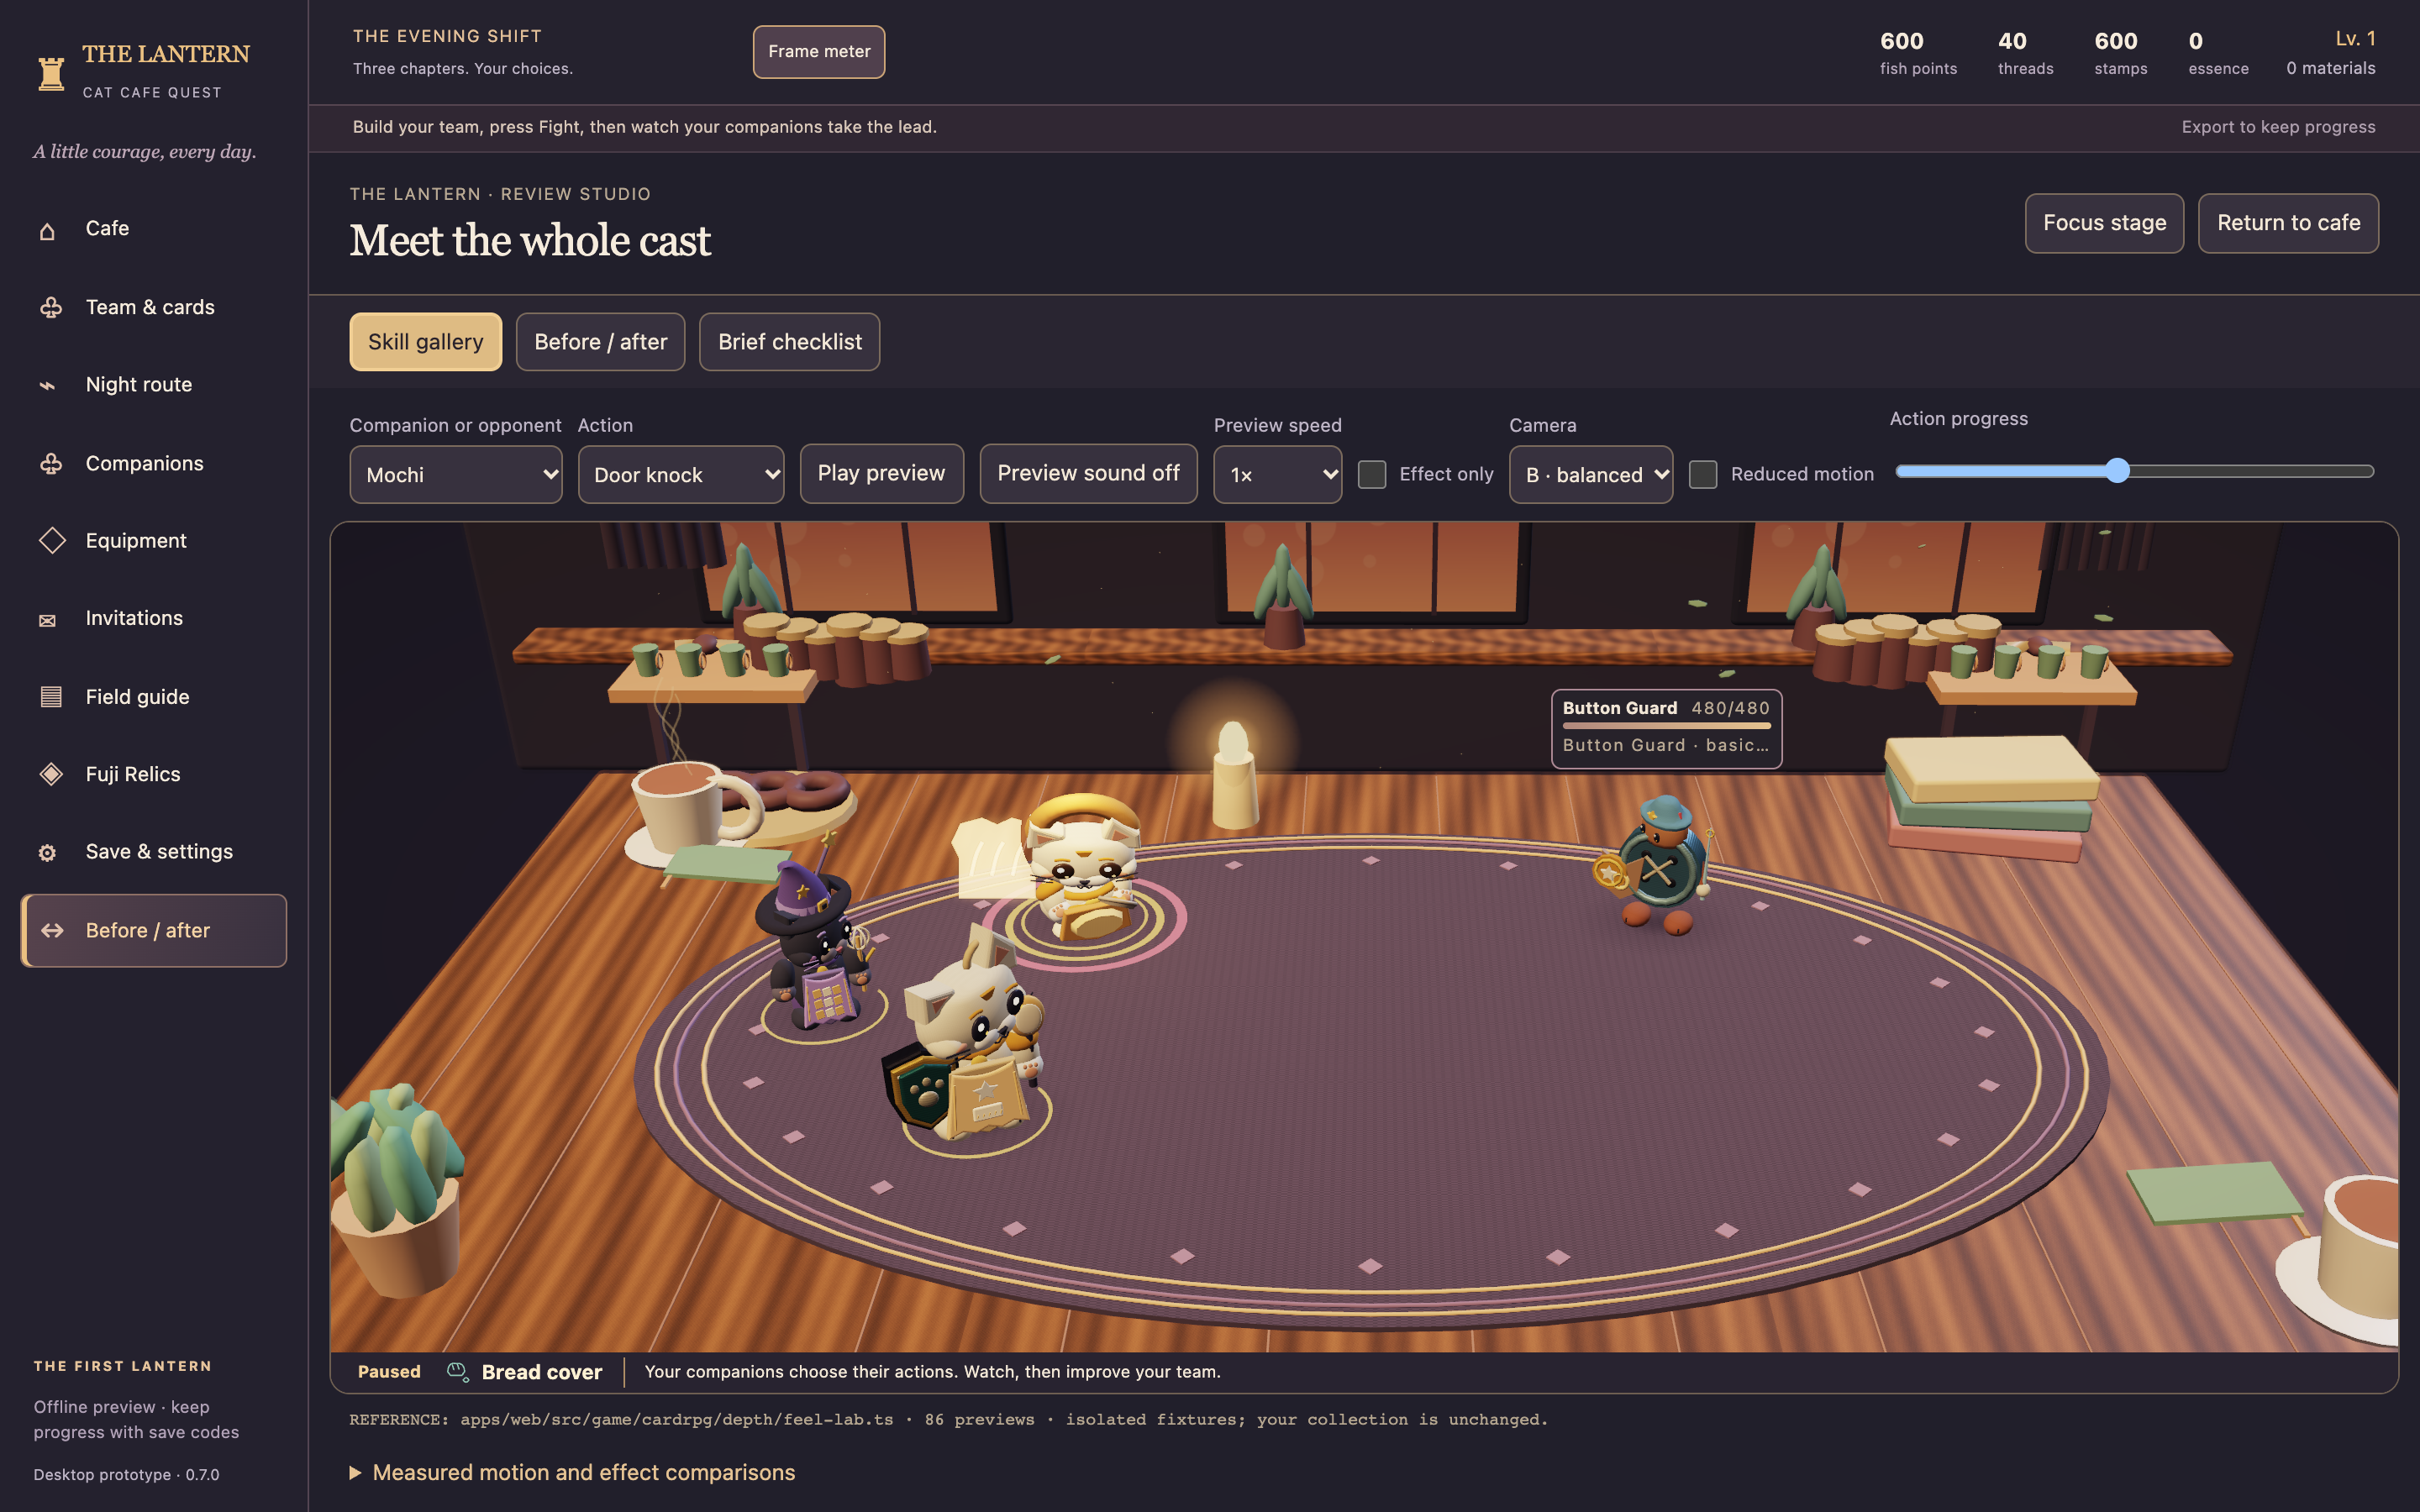 THE LANTERN
CAT CAFE QUEST
A little courage, every day.
Cafe
Team & cards
Night route
Companions
Equipment
Invitations
Field guide
Fuji Relics
Save & settings
Before / after
THE FIRST LANTERN
Offline preview · keep
progress with save codes
Desktop prototype · 0.7.0
THE EVENING SHIFT
Three chapters. Your choices.
Frame meter
600 40 600 0 Lv. 1
fish points threads stamps essence 0 materials
Build your team, press Fight, then watch your companions take the lead.
Export to keep progress
THE LANTERN · REVIEW STUDIO
Meet the whole cast
Focus stage Return to cafe
Skill gallery Before / after Brief checklist
Companion or opponent Action Preview speed Camera Action progress
Mochi Door knock Play preview Preview sound off 1× Effect only B · balanced Reduced motion
Button Guard 480/480
Button Guard · basic…
Paused Bread cover Your companions choose their actions. Watch, then improve your team.
REFERENCE: apps/web/src/game/cardrpg/depth/feel-lab.ts · 86 previews · isolated fixtures; your collection is unchanged.
Measured motion and effect comparisons